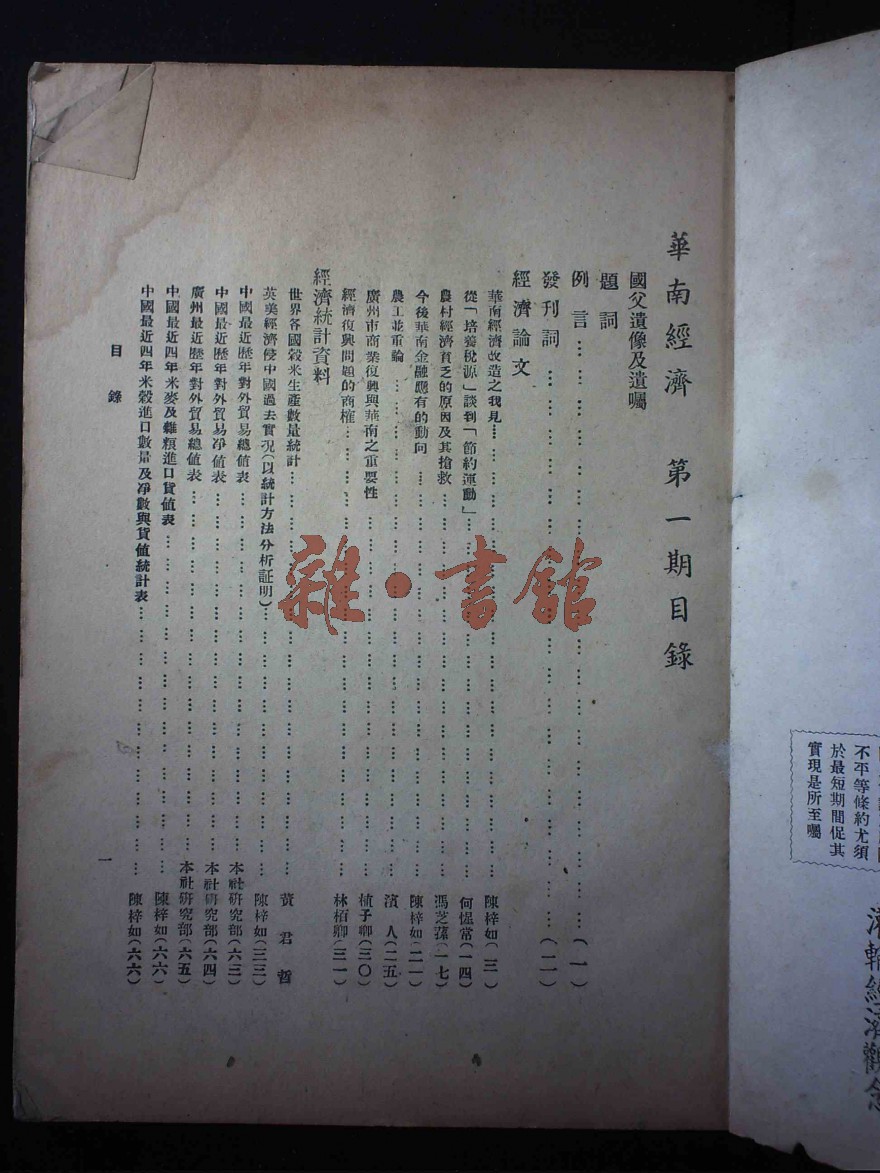 不平等條約尤須
於最短期間促其
實現是所至囑
華南經濟 第一期目錄
國父遺像及遺囑
題詞
例言……(一)
發刊詞……(二)
經濟論文
華南經濟改造之我見……陳梓如(三)
從「培養稅源」談到「節約運動」……何惺常(一四)
農村經濟貧乏的原因及其搶救……馮芝蓀(一七)
今後華南金融應有的動向……陳梓如(二一)
農工並重論……濱人(二五)
廣州市商業復興與華南之重要性……植子卿(三〇)
經濟復興問題的商榷……林栢卿(三一)
經濟統計資料
世界各國穀米生產數量統計……黃君哲
英美經濟侵中國過去實況(以統計方法分析証明)……陳梓如(三三)
中國最近歷年對外貿易總値表……本社研究部(六三)
中國最近歷年對外貿易净値表……本社研究部(六四)
廣州最近歷年對外貿易總値表……本社研究部(六五)
中國最近四年米麥及雜粮進口貨値表……陳梓如(六六)
中國最近四年米穀進口數量及净數與貨値統計表……陳梓如(六六)
目錄
一
雜·書館